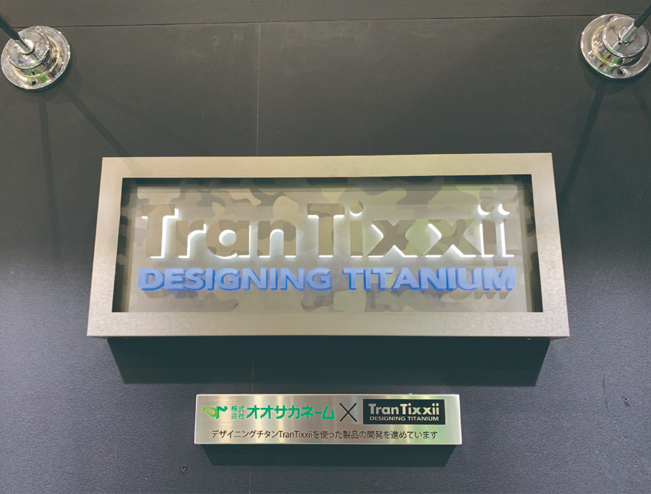 TranTixxii
DESIGNING TITANIUM
株式会社 オオサカネーム × TranTixxii DESIGNING TITANIUM
デザイニングチタンTranTixxiiを使った製品の開発を進めています